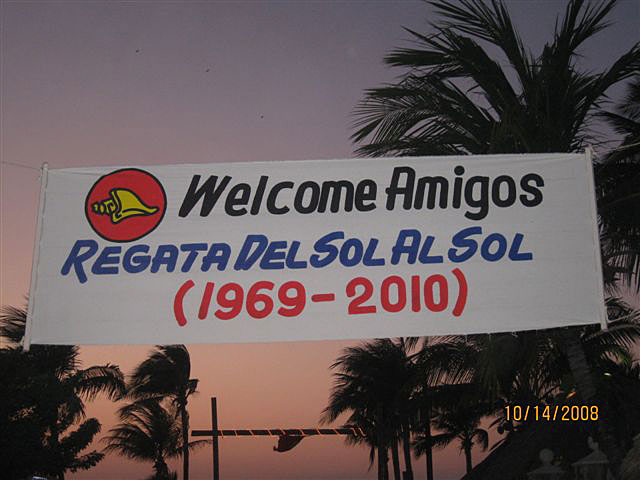 Welcome Amigos
REGATA DEL SOL AL SOL
(1969-2010)
10/14/2008